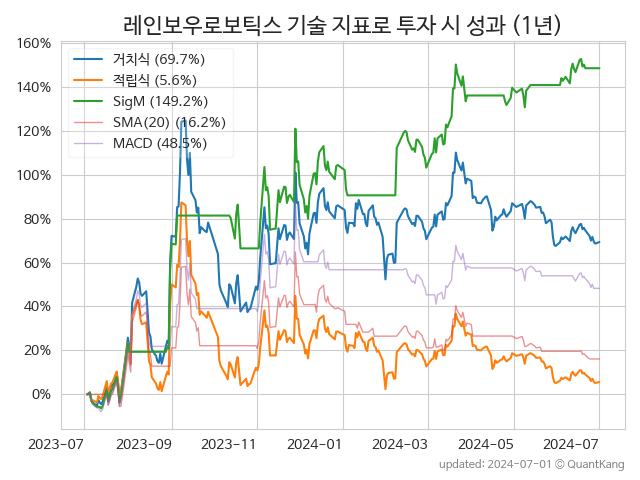 레인보우로보틱스 기술 지표로 투자 시 성과 (1년)
160%
140%
120%
100%
80%
60%
40%
20%
0%
거치식 (69.7%)
적립식 (5.6%)
SigM (149.2%)
SMA(20) (16.2%)
MACD (48.5%)
2023-07
2023-09
2023-11
2024-01
2024-03
2024-05
2024-07
updated: 2024-07-01 © QuantKang